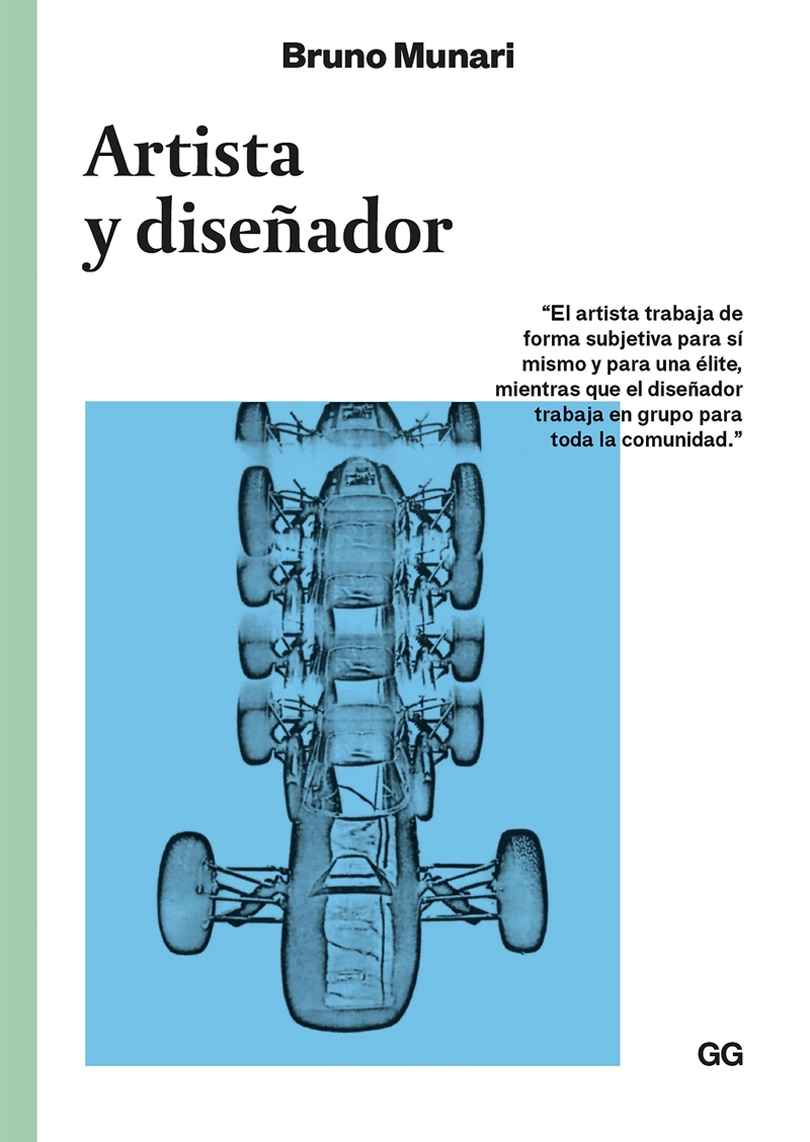 Bruno Munari
Artista
y diseñador
“El artista trabaja de
forma subjetiva para sí
mismo y para una élite,
mientras que el diseñador
trabaja en grupo para
toda la comunidad.”
GG